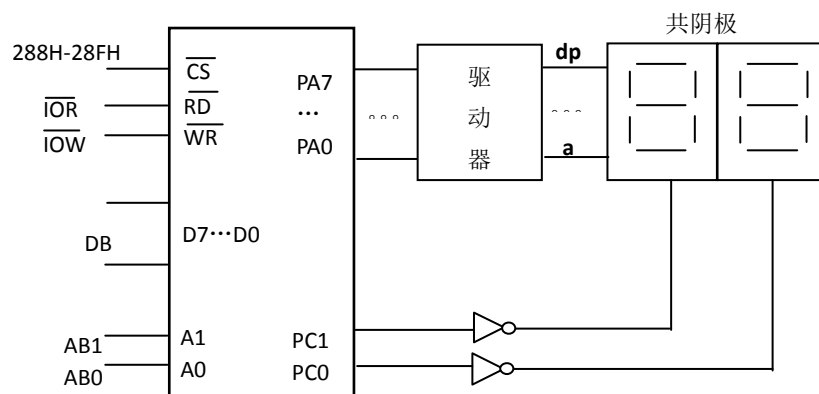 共阴极
288H-28FH
CS
PA7
驱动器
dp
IOR
RD
...
。。。
。。。
IOW
WR
PA0
a
DB
D7…D0
AB1
A1
PC1
AB0
A0
PC0